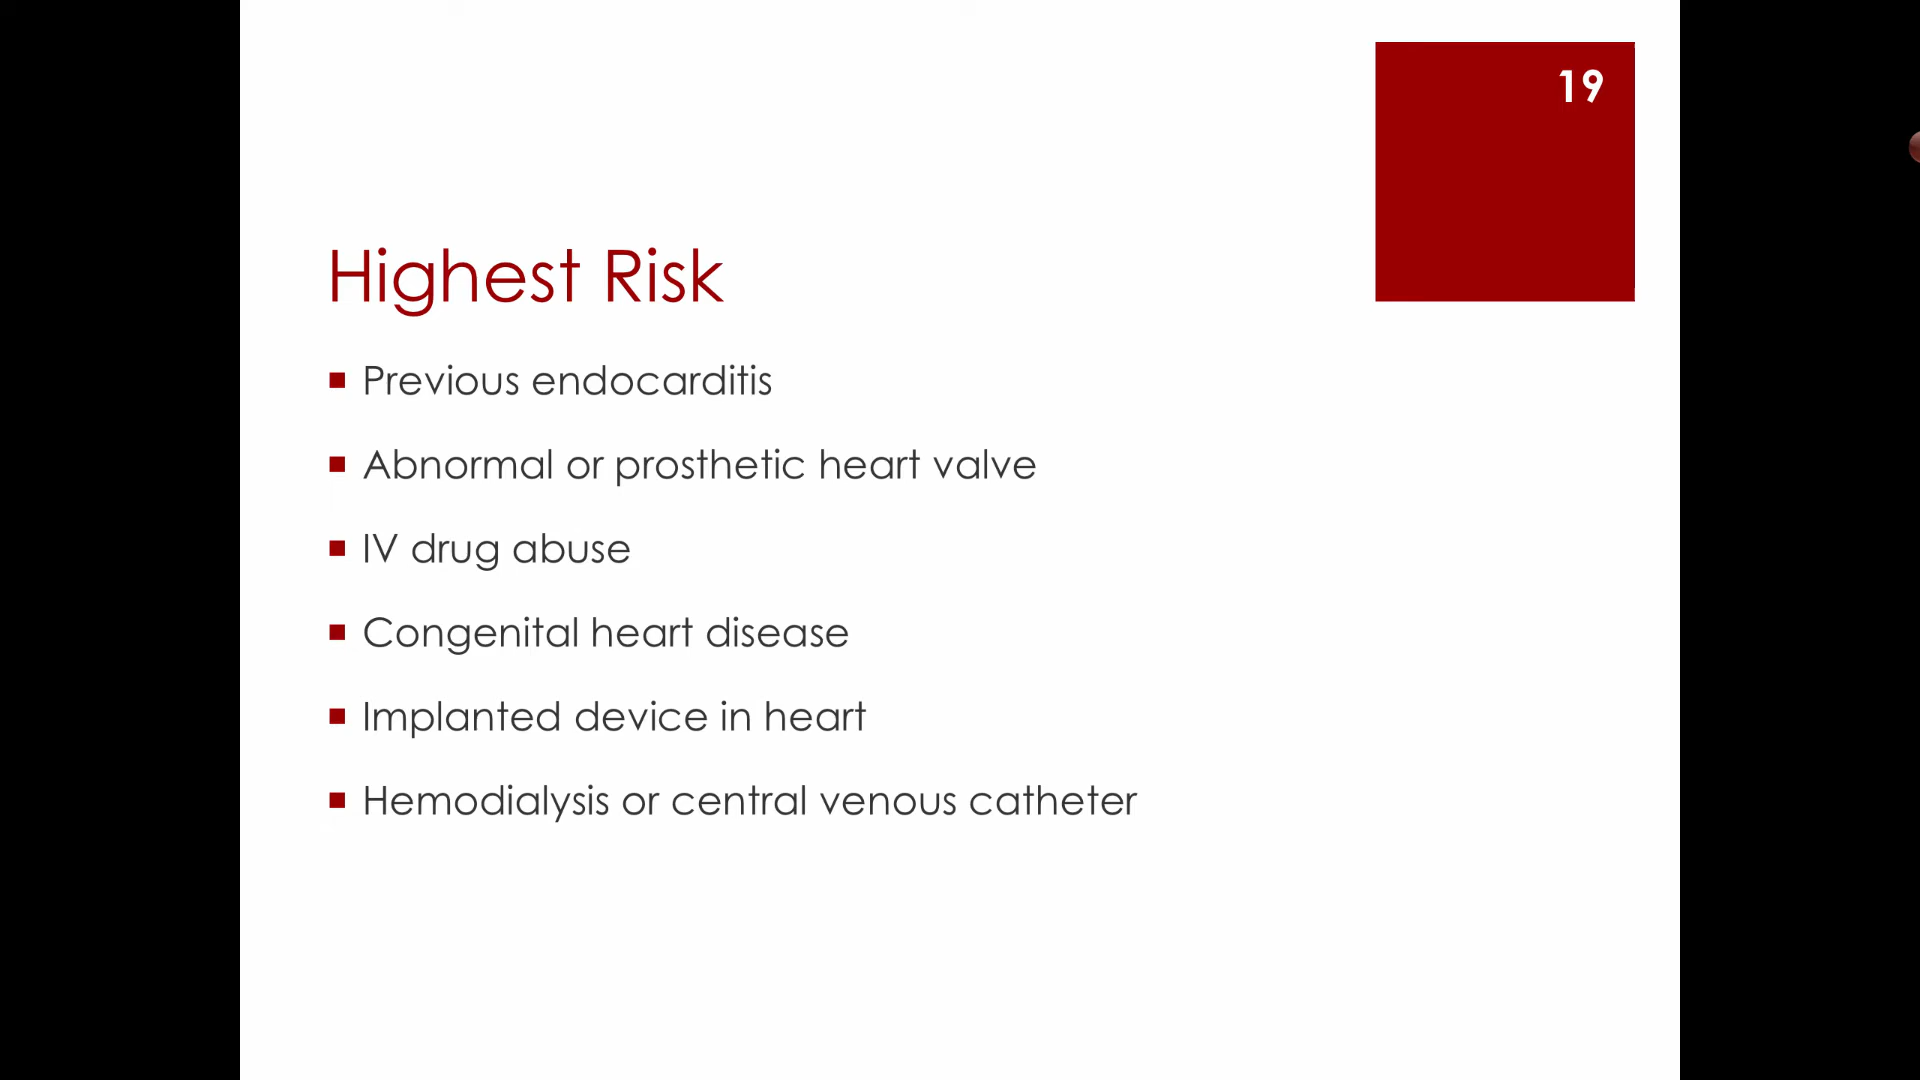 19
Highest Risk
Previous endocarditis
Abnormal or prosthetic heart valve
IV drug abuse
Congenital heart disease
Implanted device in heart
Hemodialysis or central venous catheter